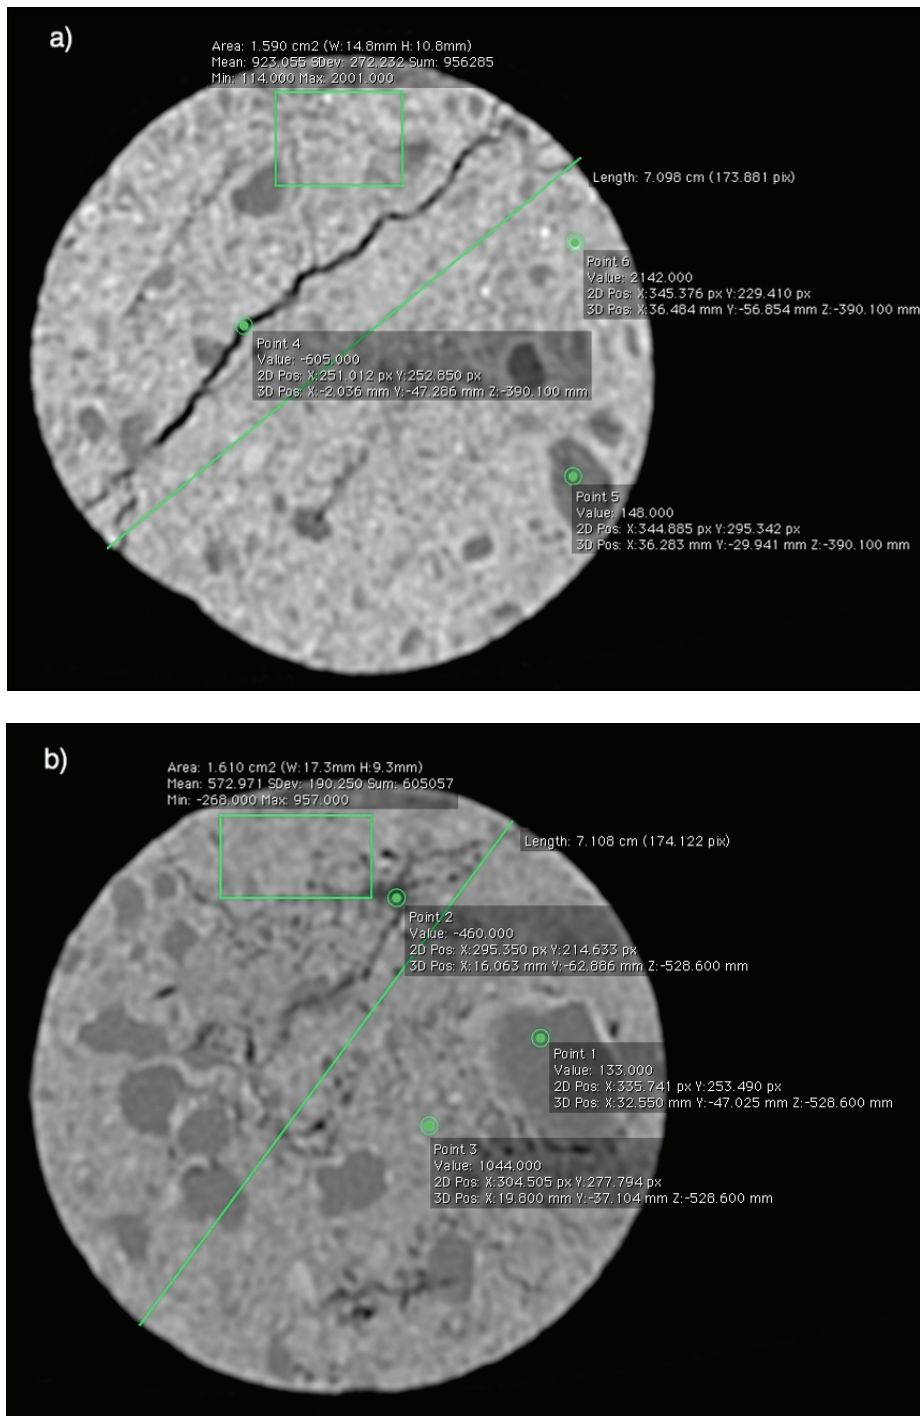 a)
Area: 1.590 cm2 (W:14.8mm H:10.8mm)
Mean: 923.055 SDev: 272.232 Sum: 956285
Min: 114.000 Max: 2001.000
Length: 7.098 cm (173.881 pix)
Point 6
Value: 2142.000
2D Pos: X:345.376 px Y:229.410 px
3D Pos: X:36.484 mm Y:-56.854 mm Z:-390.100 mm
Point 4
Value: -605.000
2D Pos: X:251.012 px Y:252.850 px
3D Pos: X:-2.036 mm Y:-47.286 mm Z:-390.100 mm
Point 5
Value: 148.000
2D Pos: X:344.885 px Y:295.342 px
3D Pos: X:36.283 mm Y:-29.941 mm Z:-390.100 mm
b)
Area: 1.610 cm2 (W:17.3mm H:9.3mm)
Mean: 572.971 SDev: 190.250 Sum: 605057
Min: -268.000 Max: 957.000
Length: 7.108 cm (174.122 pix)
Point 2
Value: -460.000
2D Pos: X:295.350 px Y:214.633 px
3D Pos: X:16.063 mm Y:-62.886 mm Z:-528.600 mm
Point 1
Value: 133.000
2D Pos: X:335.741 px Y:253.490 px
3D Pos: X:32.550 mm Y:-47.025 mm Z:-528.600 mm
Point 3
Value: 1044.000
2D Pos: X:304.505 px Y:277.794 px
3D Pos: X:19.800 mm Y:-37.104 mm Z:-528.600 mm